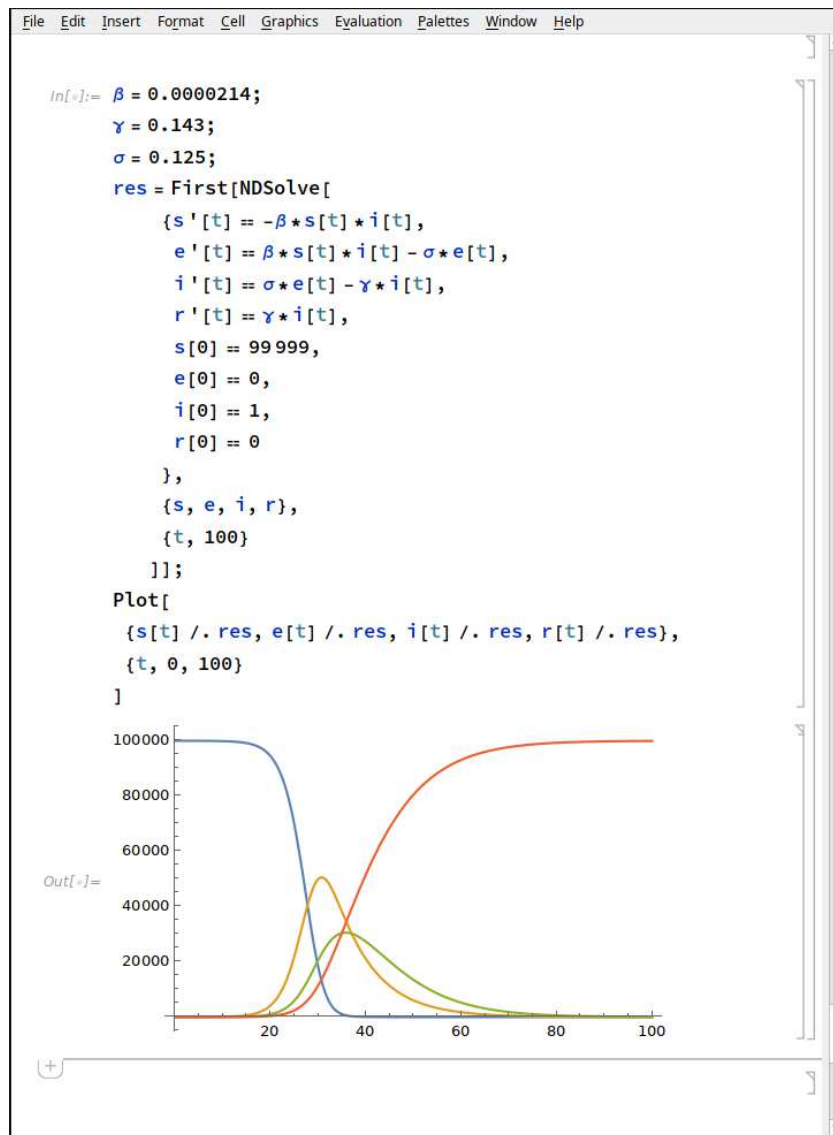 File Edit Insert Format Cell Graphics Evaluation Palettes Window Help
In[∘]:= β = 0.0000214;
γ = 0.143;
σ = 0.125;
res = First[NDSolve[
{s'[t] == -β*s[t]*i[t],
e'[t] == β*s[t]*i[t] - σ*e[t],
i'[t] == σ*e[t] - γ*i[t],
r'[t] == γ*i[t],
s[0] == 99999,
e[0] == 0,
i[0] == 1,
r[0] == 0
},
{s, e, i, r},
{t, 100}
]];
Plot[
{s[t] /. res, e[t] /. res, i[t] /. res, r[t] /. res},
{t, 0, 100}
]
100000
80000
60000
Out[∘]=
40000
20000
20 40 60 80 100
+